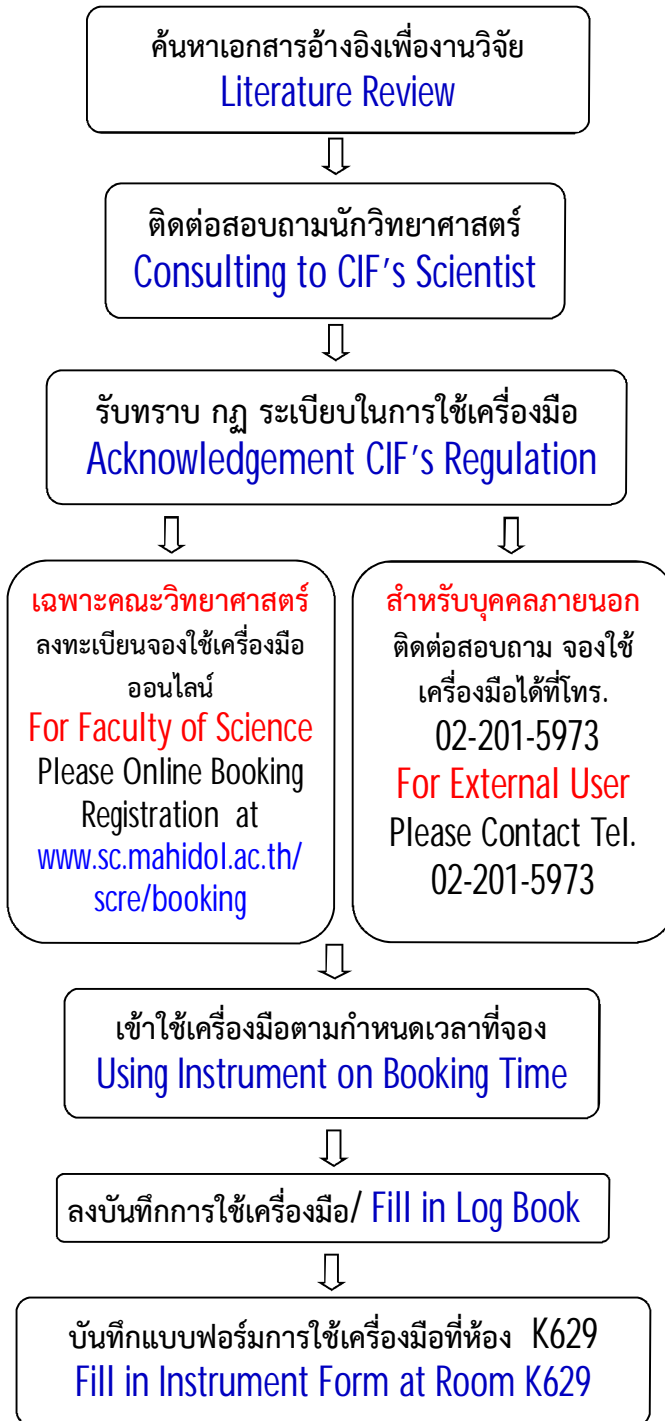 ค้นหาเอกสารอ้างอิงเพื่องานวิจัย
Literature Review
ติดต่อสอบถามนักวิทยาศาสตร์
Consulting to CIF's Scientist
รับทราบ กฏ ระเบียบในการใช้เครื่องมือ
Acknowledgement CIF's Regulation
เฉพาะคณะวิทยาศาสตร์
ลงทะเบียนจองใช้เครื่องมือ
ออนไลน์
For Faculty of Science
Please Online Booking
Registration at
www.sc.mahidol.ac.th/
scre/booking
สำหรับบุคคลภายนอก
ติดต่อสอบถาม จองใช้
เครื่องมือได้ที่โทร.
02-201-5973
For External User
Please Contact Tel.
02-201-5973
เข้าใช้เครื่องมือตามกำหนดเวลาที่จอง
Using Instrument on Booking Time
ลงบันทึกการใช้เครื่องมือ/ Fill in Log Book
บันทึกแบบฟอร์มการใช้เครื่องมือที่ห้อง K629
Fill in Instrument Form at Room K629